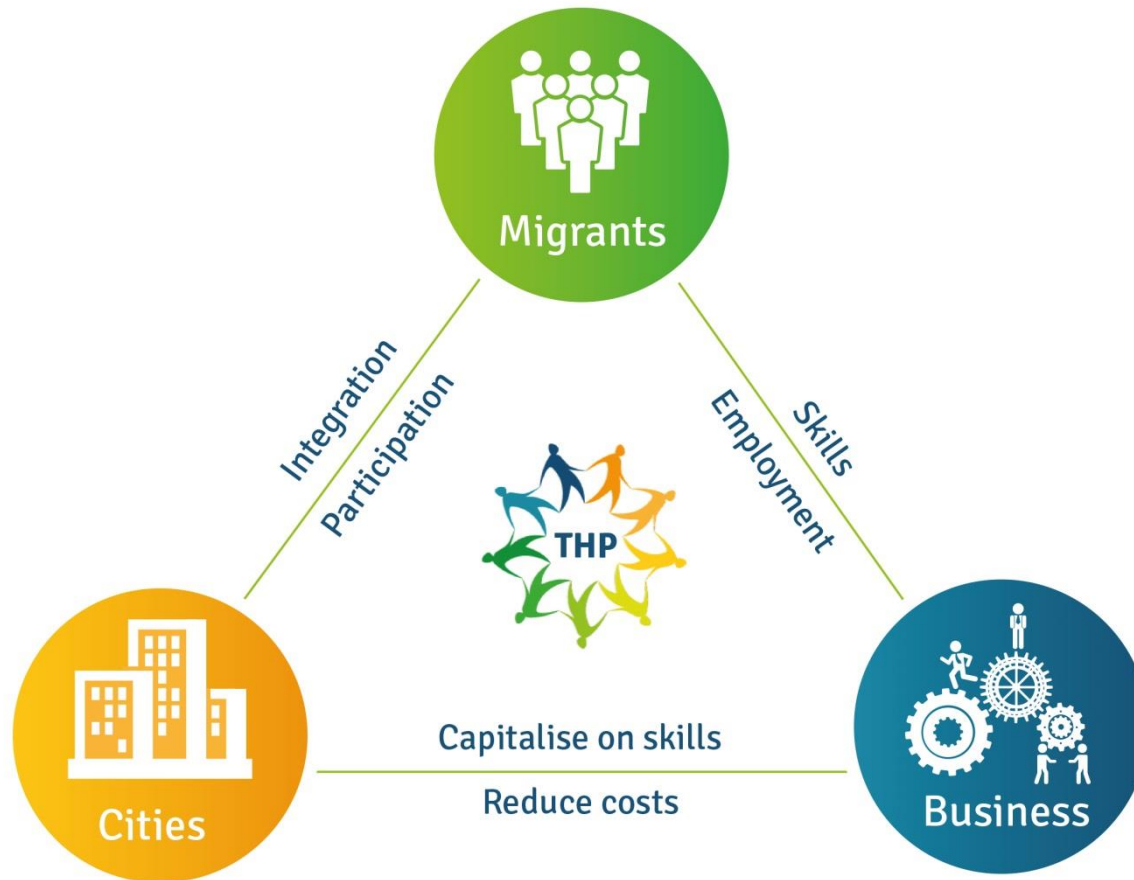 Migrants
Integration
Participation
Skills
Employment
THP
Capitalise on skills
Reduce costs
Cities
Business